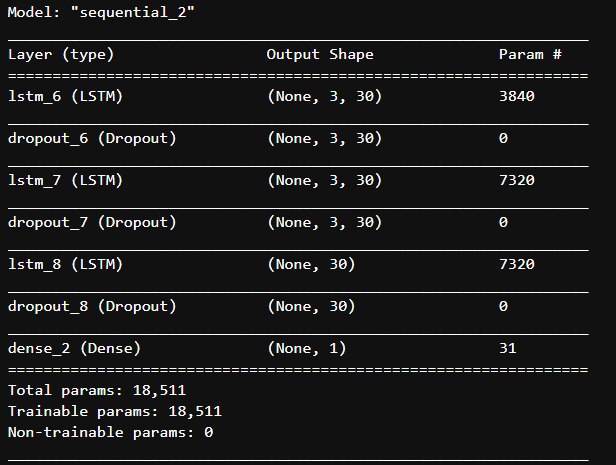 Model: "sequential_2"
Layer (type) Output Shape Param #
lstm_6 (LSTM) (None, 3, 30) 3840
dropout_6 (Dropout) (None, 3, 30) 0
lstm_7 (LSTM) (None, 3, 30) 7320
dropout_7 (Dropout) (None, 3, 30) 0
lstm_8 (LSTM) (None, 30) 7320
dropout_8 (Dropout) (None, 30) 0
dense_2 (Dense) (None, 1) 31
Total params: 18,511
Trainable params: 18,511
Non-trainable params: 0